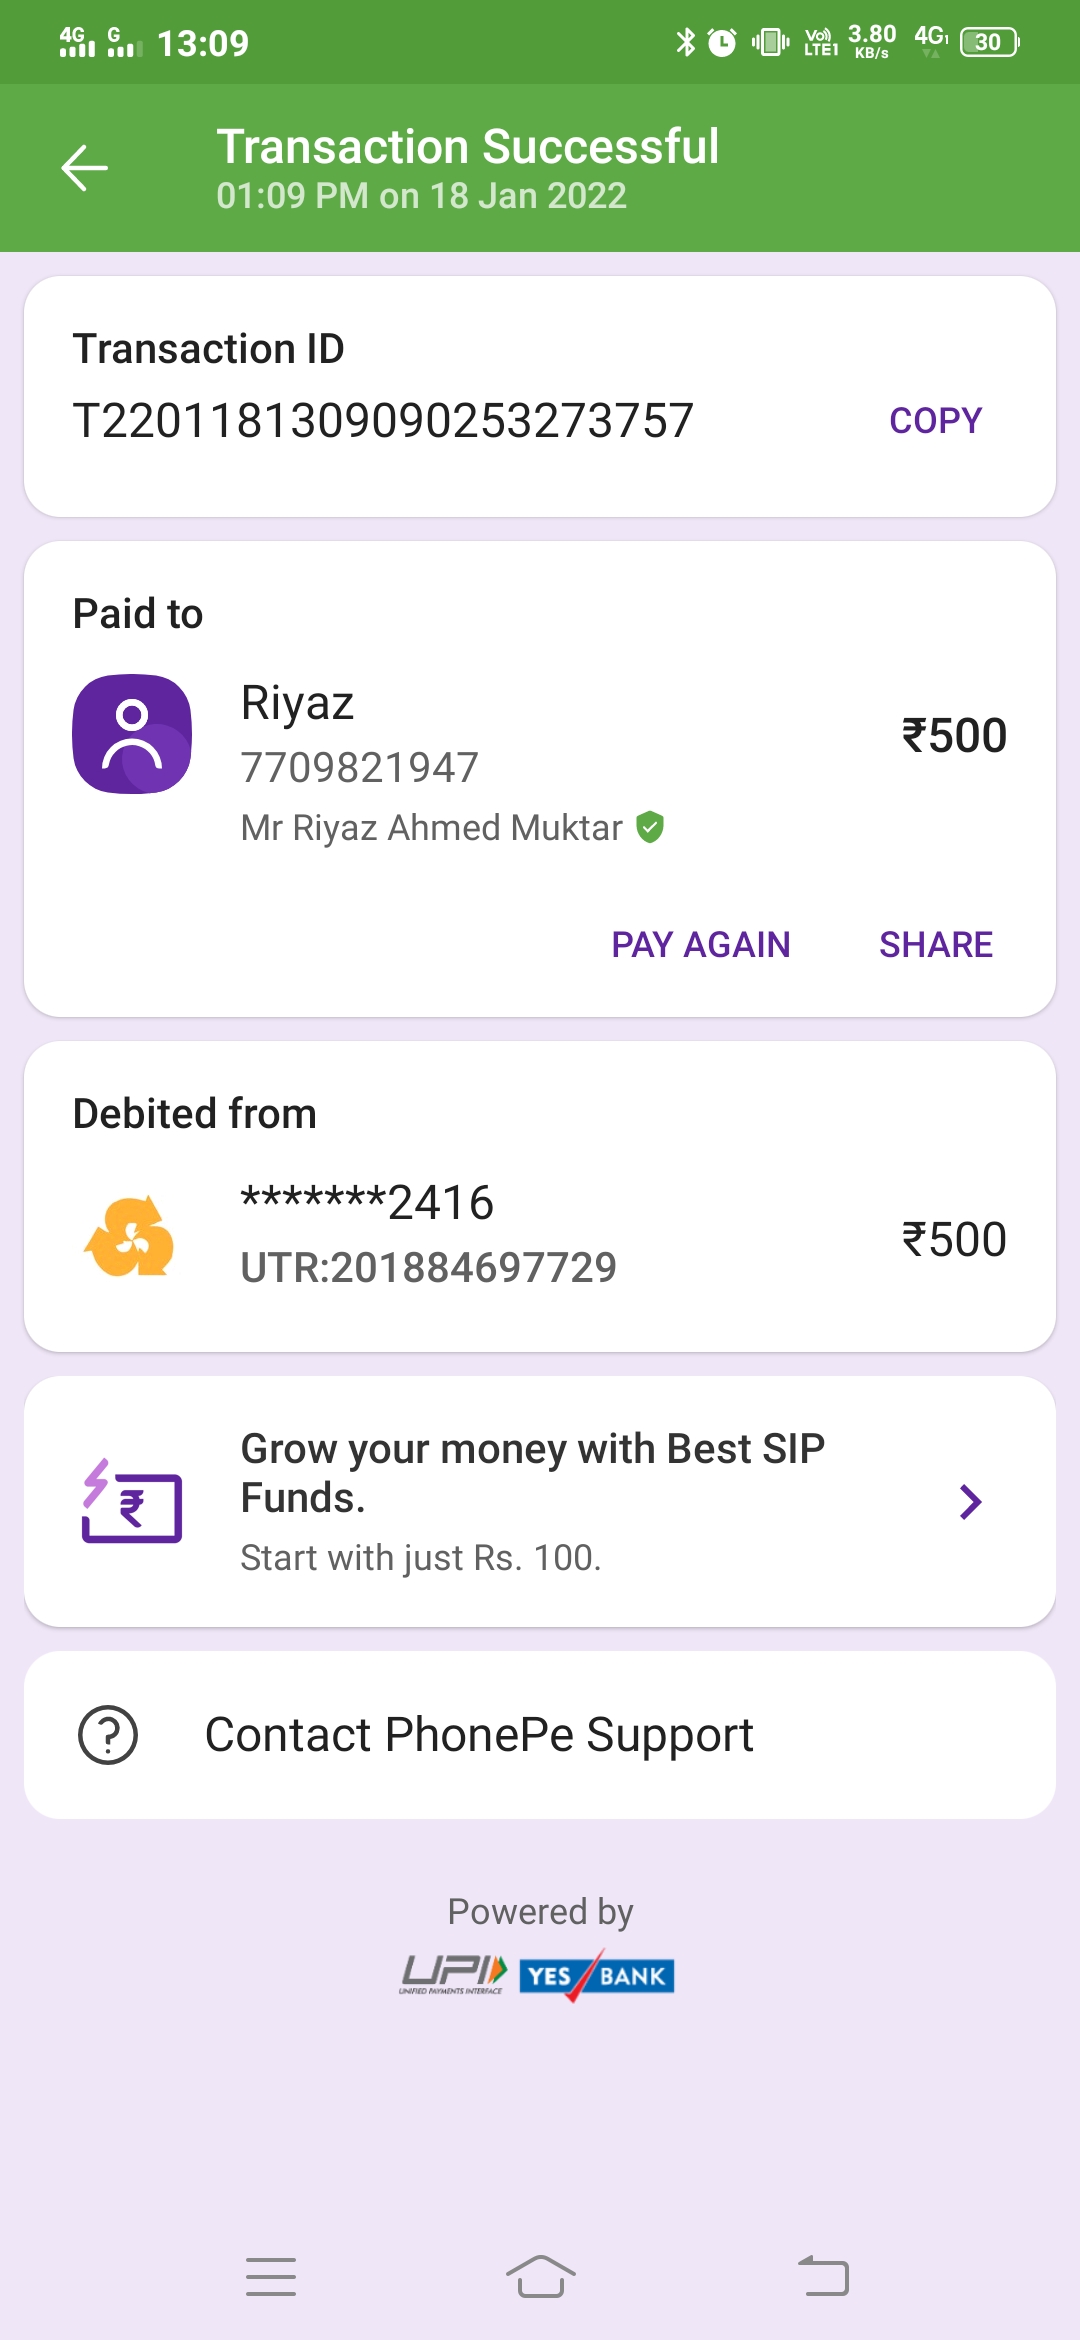 4G G 13:09 Vo) LTE1 3.80 KB/s 4G1 30
Transaction Successful
01:09 PM on 18 Jan 2022
Transaction ID
T2201181309090253273757 COPY
Paid to
Riyaz
₹500
7709821947
Mr Riyaz Ahmed Muktar
PAY AGAIN SHARE
Debited from
*******2416
₹500
UTR:201884697729
Grow your money with Best SIP
Funds.
Start with just Rs. 100.
Contact PhonePe Support
Powered by
UPI YES BANK
UNIFIED PAYMENTS INTERFACE